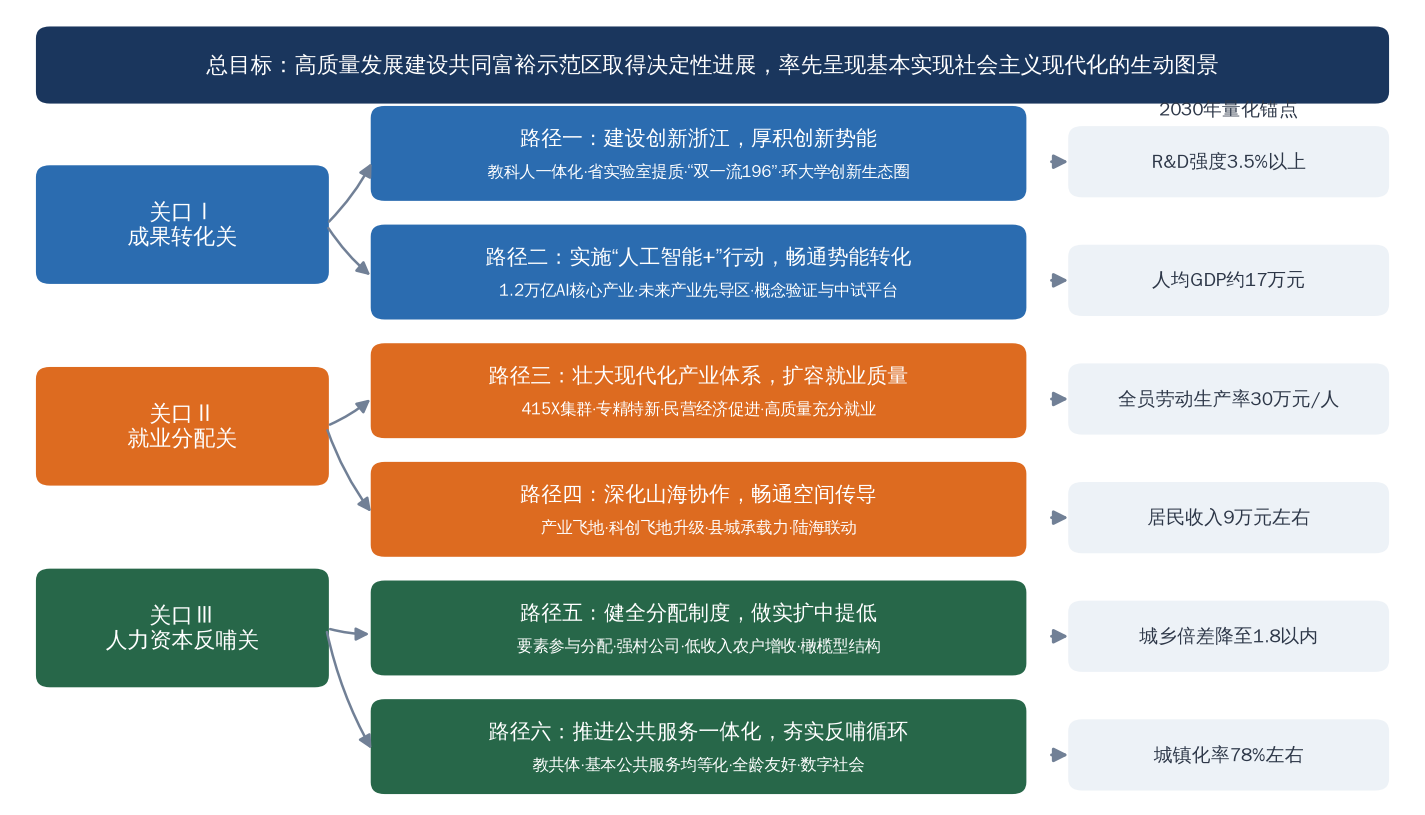 总目标：高质量发展建设共同富裕示范区取得决定性进展，率先呈现基本实现社会主义现代化的生动图景
2030年量化锚点
关口Ⅰ
成果转化关
路径一：建设创新浙江，厚积创新势能
教科人一体化·省实验室提质·“双一流196”·环大学创新生态圈
R&D强度3.5%以上
路径二：实施“人工智能+”行动，畅通势能转化
1.2万亿AI核心产业·未来产业先导区·概念验证与中试平台
人均GDP约17万元
关口Ⅱ
就业分配关
路径三：壮大现代化产业体系，扩容就业质量
415X集群·专精特新·民营经济促进·高质量充分就业
全员劳动生产率30万元/人
路径四：深化山海协作，畅通空间传导
产业飞地·科创飞地升级·县城承载力·陆海联动
居民收入9万元左右
关口Ⅲ
人力资本反哺关
路径五：健全分配制度，做实扩中提低
要素参与分配·强村公司·低收入农户增收·橄榄型结构
城乡倍差降至1.8以内
路径六：推进公共服务一体化，夯实反哺循环
教共体·基本公共服务均等化·全龄友好·数字社会
城镇化率78%左右